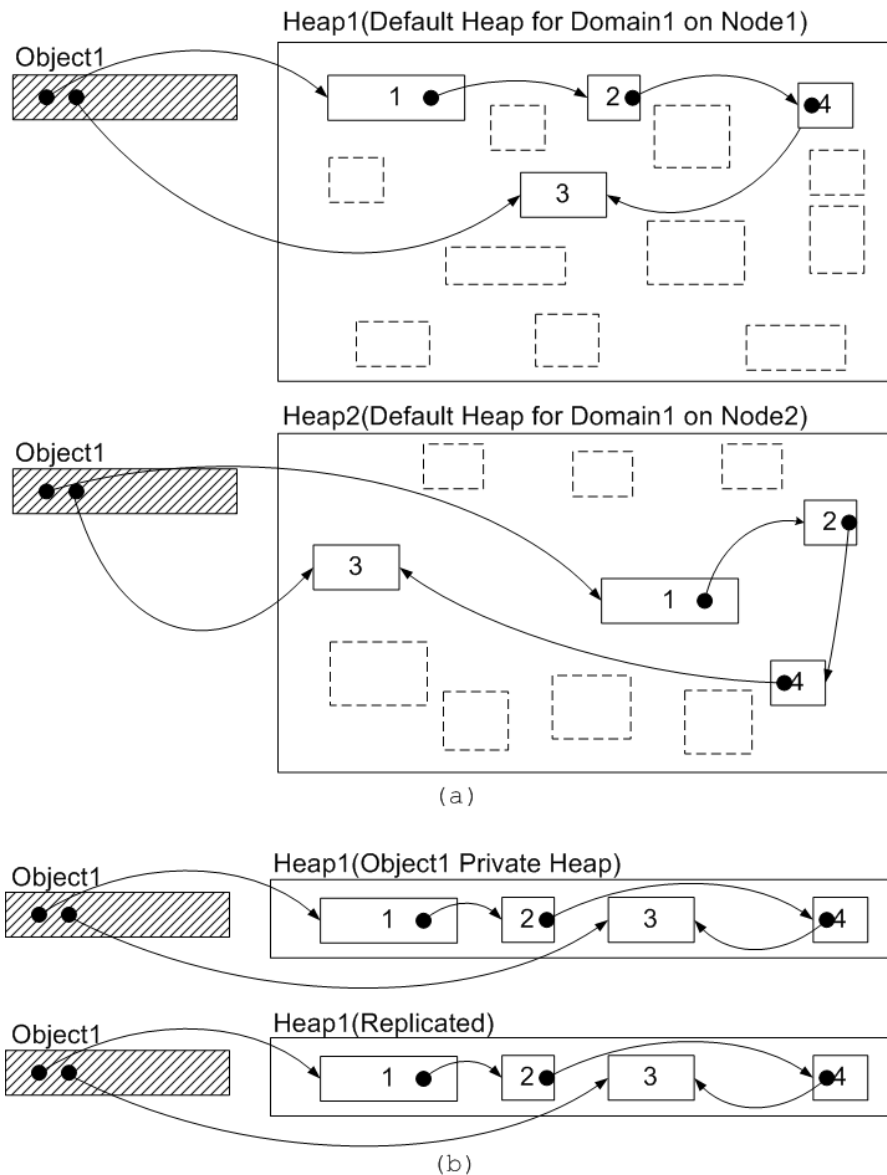 Heap1(Default Heap for Domain1 on Node1)
Object1
1
2
4
3
Heap2(Default Heap for Domain1 on Node2)
Object1
2
3
1
4
(a)
Heap1(Object1 Private Heap)
Object1
1
2
3
4
Heap1(Replicated)
Object1
1
2
3
4
(b)